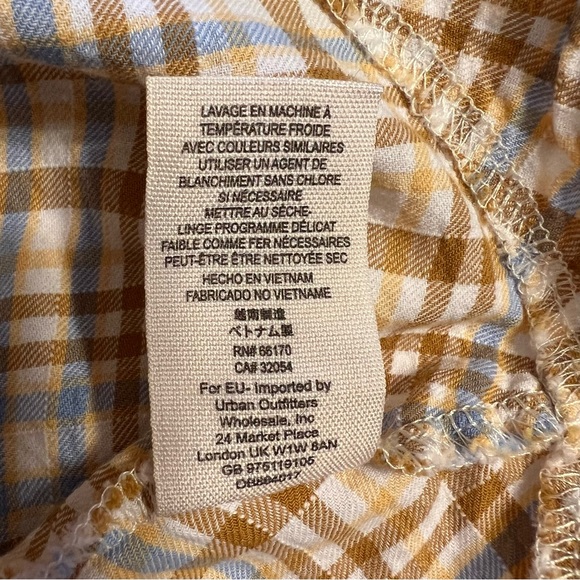 LAVAGE EN MACHINE À
TEMPÉRATURE FROIDE
AVEC COULEURS SIMILAIRES
UTILISER UN AGENT DE
BLANCHIMENT SANS CHLORE
SI NÉCESSAIRE
METTRE AU SÈCHE-
LINGE PROGRAMME DÉLICAT
FAIBLE COMME FER NÉCESSAIRES
PEUT-ÊTRE ÊTRE NETTOYÉE SEC
HECHO EN VIETNAM
FABRICADO NO VIETNAM
越南制造
ベトナム製
RN# 66170
CA# 32054
For EU- Imported by
Urban Outfitters
Wholesale, Inc
24 Market Place
London UK W1W 8AN
GB 975119105